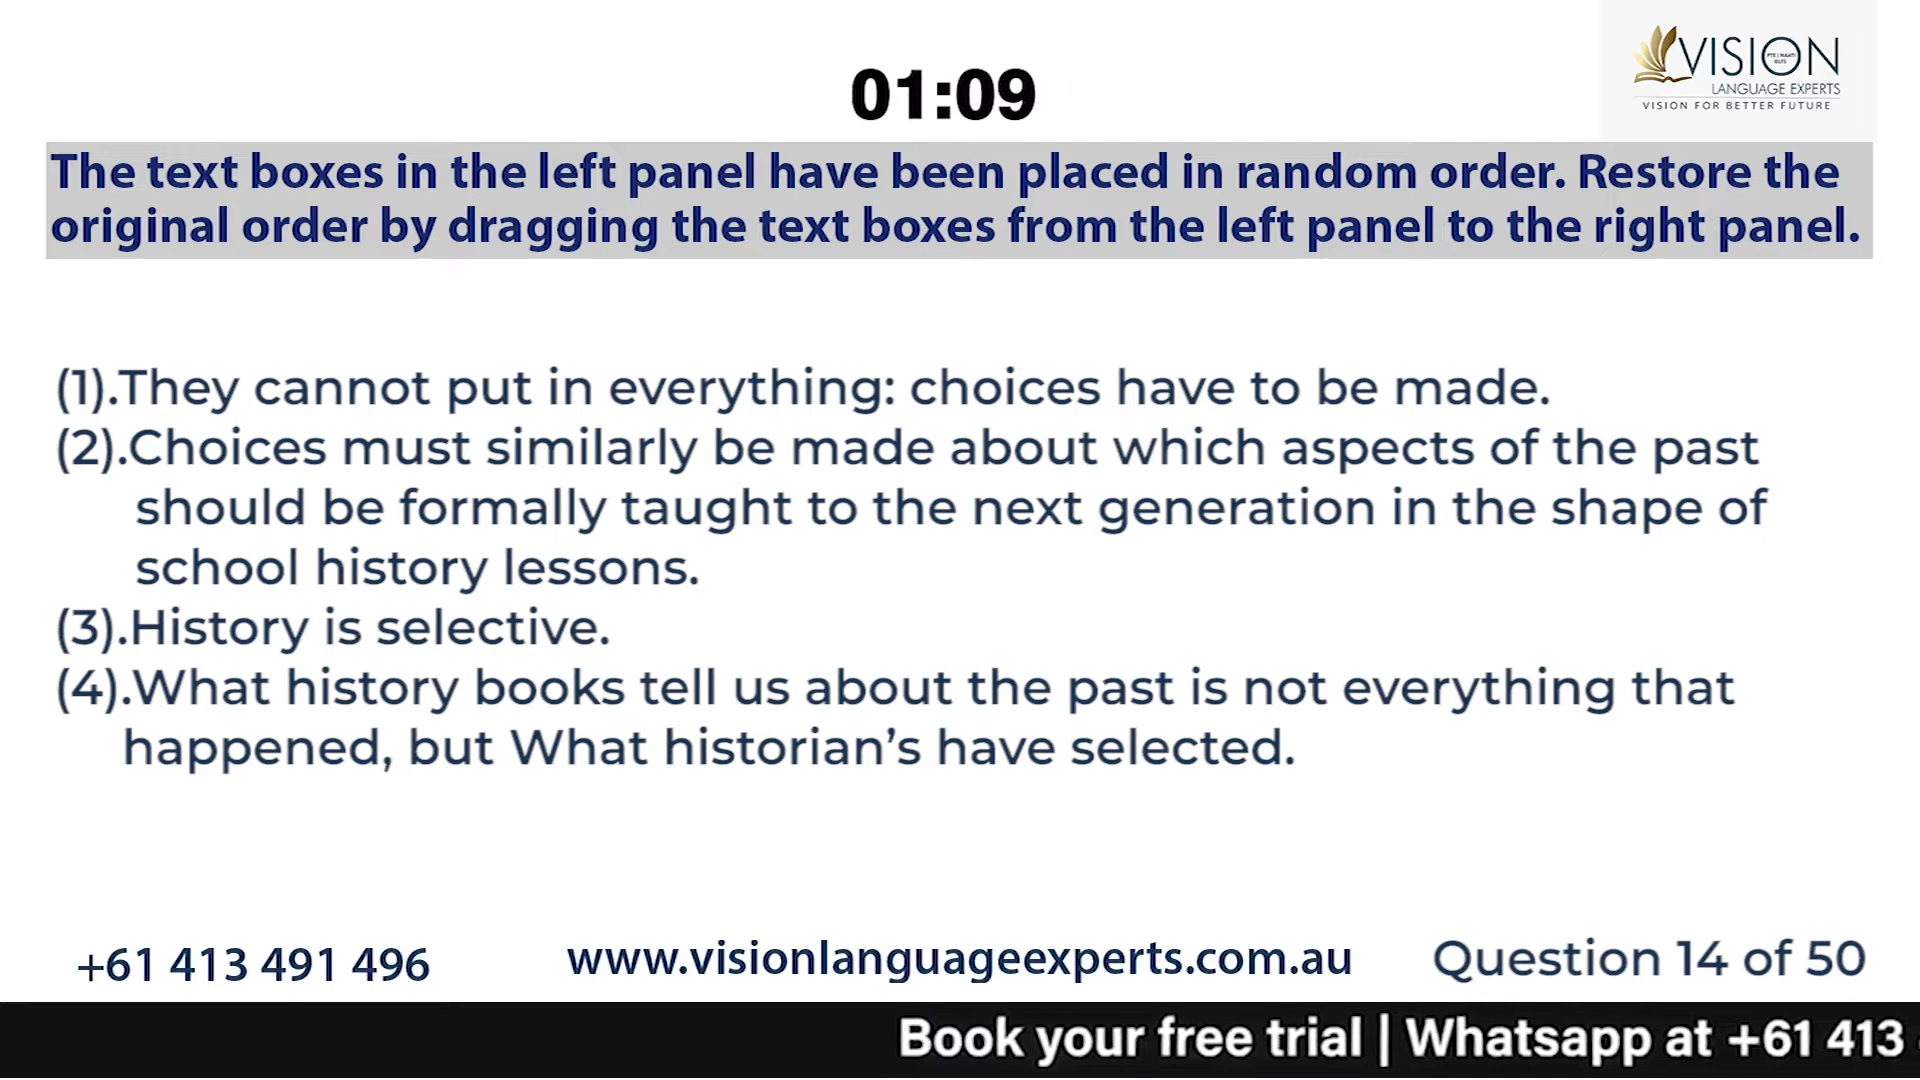 VISION
PTE | NAATI
IELTS
LANGUAGE EXPERTS
VISION FOR BETTER FUTURE
01:09
The text boxes in the left panel have been placed in random order. Restore the
original order by dragging the text boxes from the left panel to the right panel.
(1).They cannot put in everything: choices have to be made.
(2).Choices must similarly be made about which aspects of the past
should be formally taught to the next generation in the shape of
school history lessons.
(3).History is selective.
(4).What history books tell us about the past is not everything that
happened, but What historian's have selected.
+61 413 491 496
www.visionlanguageexperts.com.au
Question 14 of 50
Book your free trial | Whatsapp at +61 413